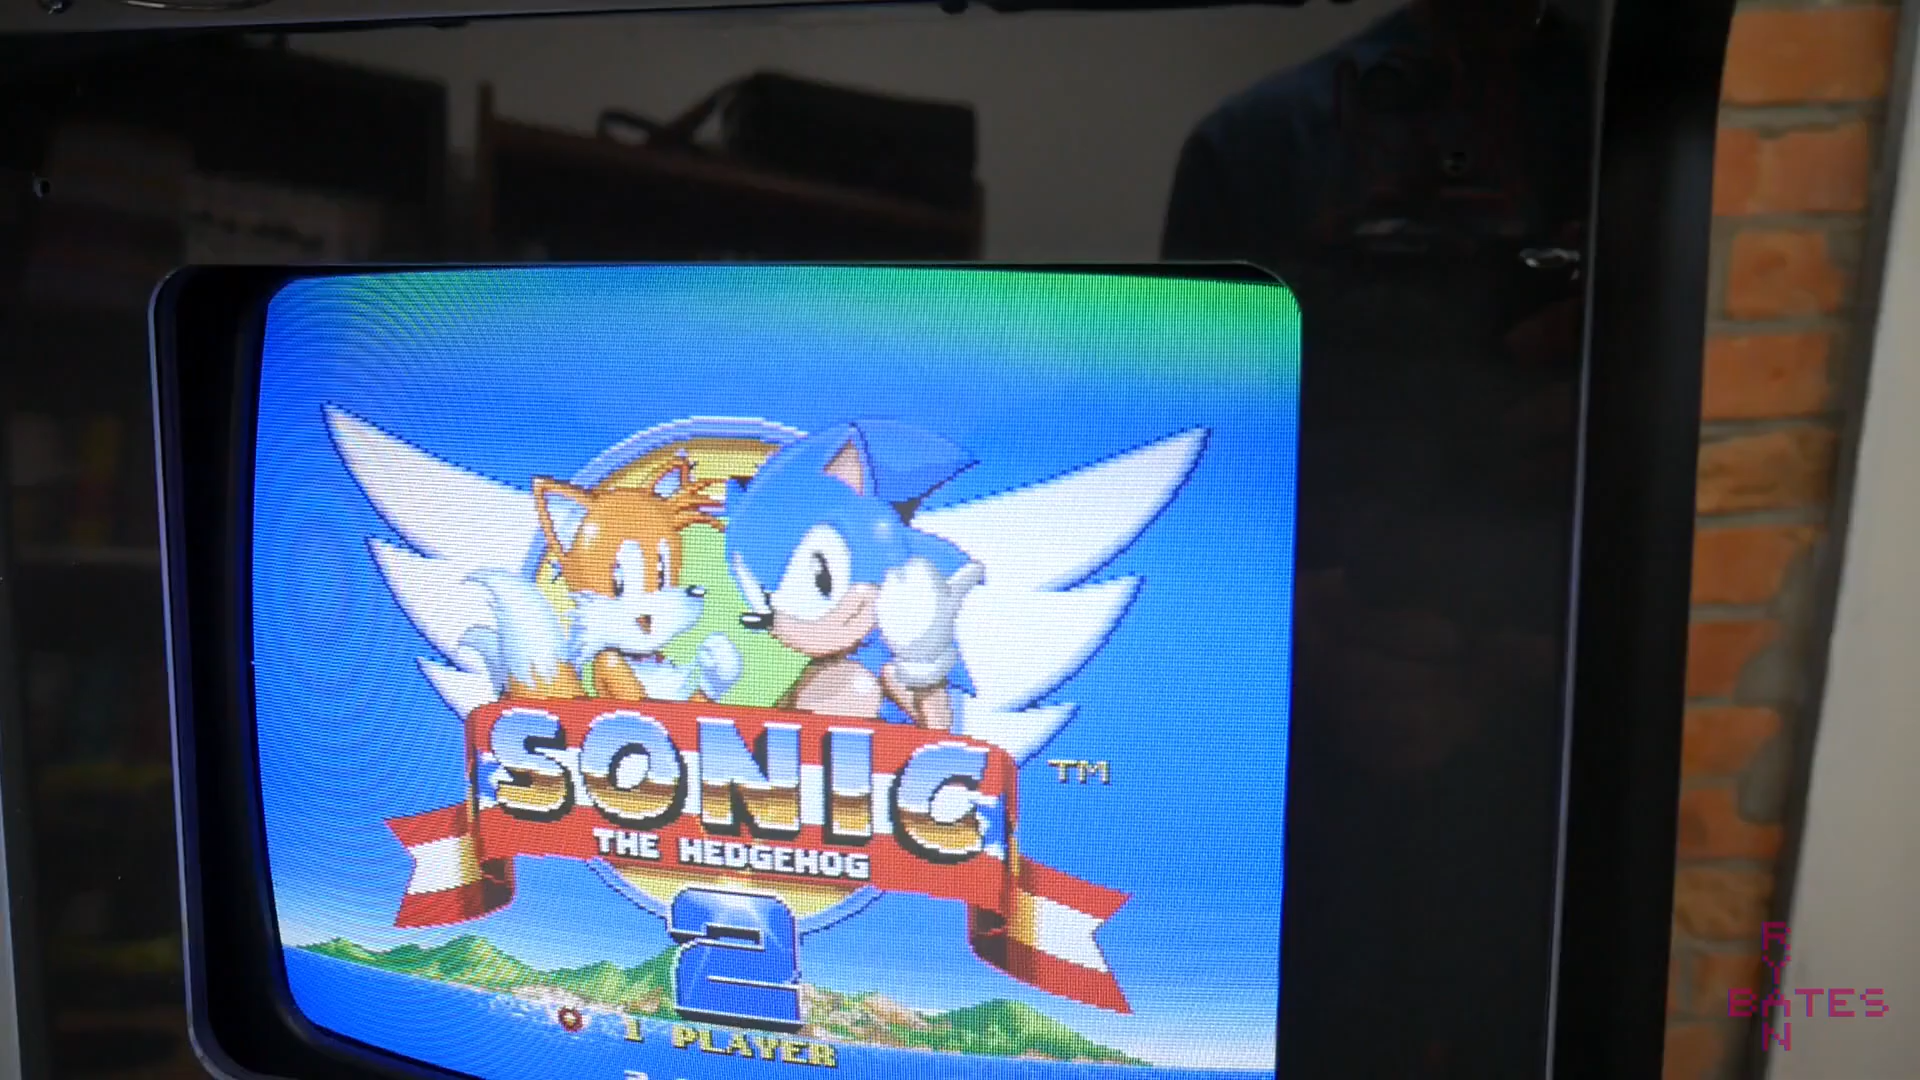 SONIC
TM
THE HEDGEHOG
2
1 PLAYER
RYAN
BATES